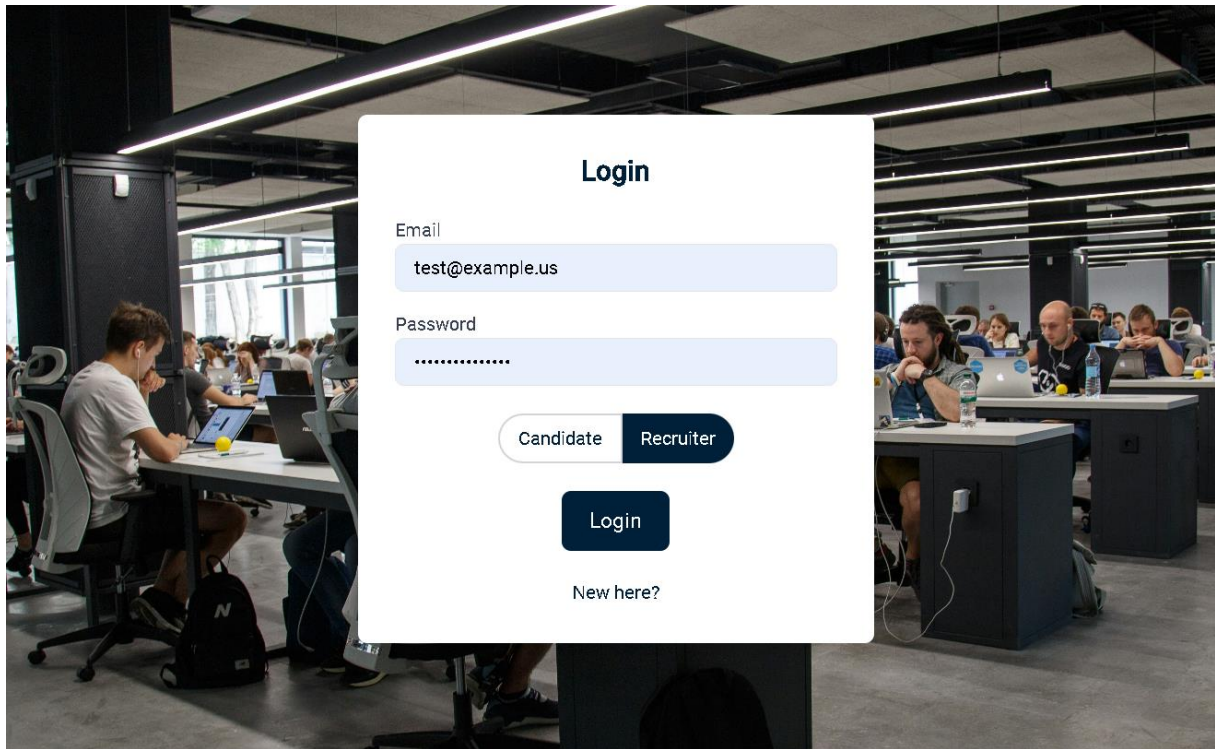 Login
Email
test@example.us
Password
•••••••••••••••
Candidate Recruiter
Login
New here?
N